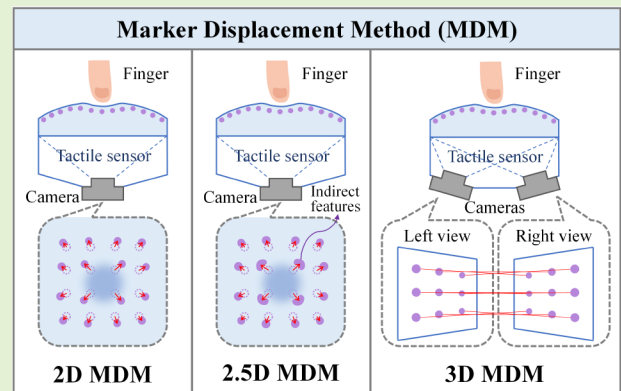 Marker Displacement Method (MDM)
Finger
Tactile sensor
Camera
2D MDM
Finger
Tactile sensor
Camera
Indirect
features
2.5D MDM
Finger
Tactile sensor
Cameras
Left view
Right view
3D MDM